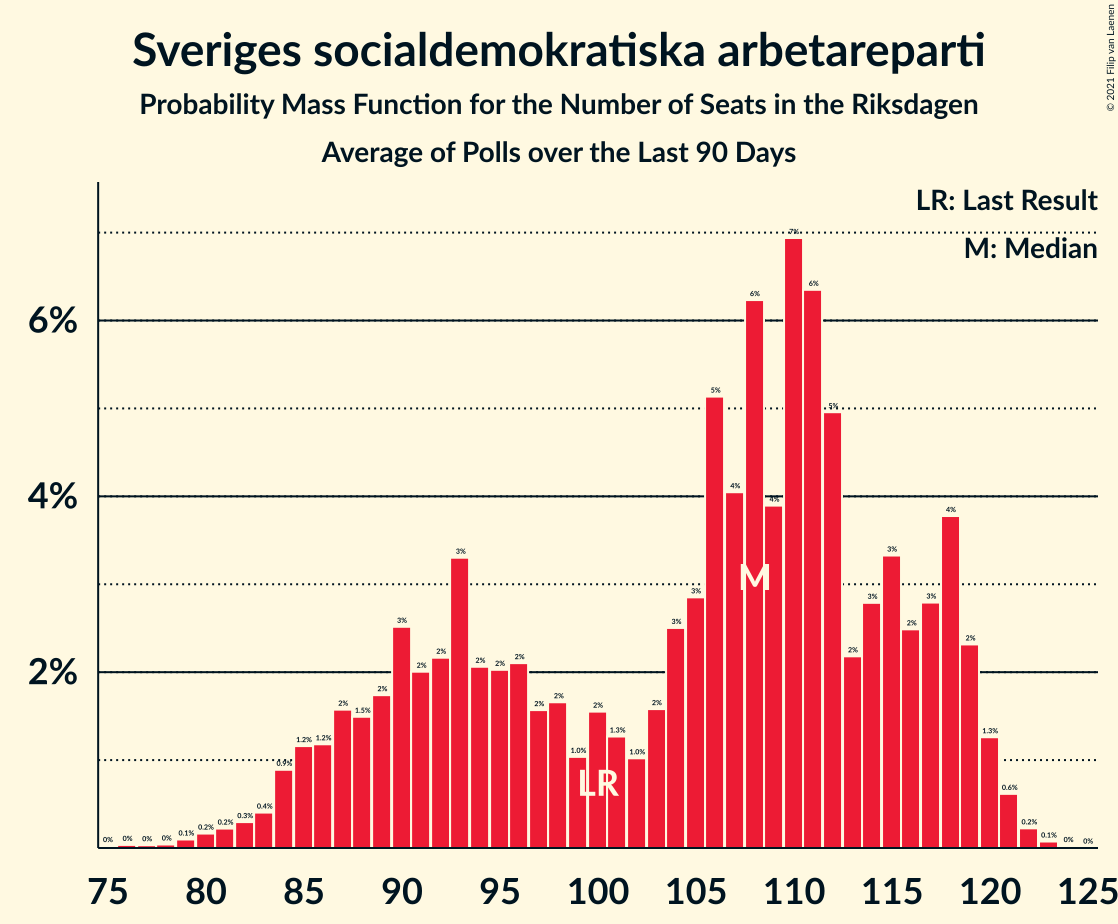 © 2021 Filip van Laenen
Sveriges socialdemokratiska arbetareparti
Probability Mass Function for the Number of Seats in the Riksdagen
Average of Polls over the Last 90 Days
LR: Last Result
M: Median
6%
4%
2%
0% 0% 0% 0% 0.1% 0.2% 0.2% 0.3% 0.4% 0.9% 1.2% 1.2% 2% 1.5% 2% 3% 2% 2% 3% 2% 2% 2% 2% 2% 1.0% 2% 1.3% 1.0% 2% 3% 3% 5% 4% 6% 4% 7% 6% 5% 2% 3% 3% 2% 3% 4% 2% 1.3% 0.6% 0.2% 0.1% 0% 0%
M
LR
75 80 85 90 95 100 105 110 115 120 125